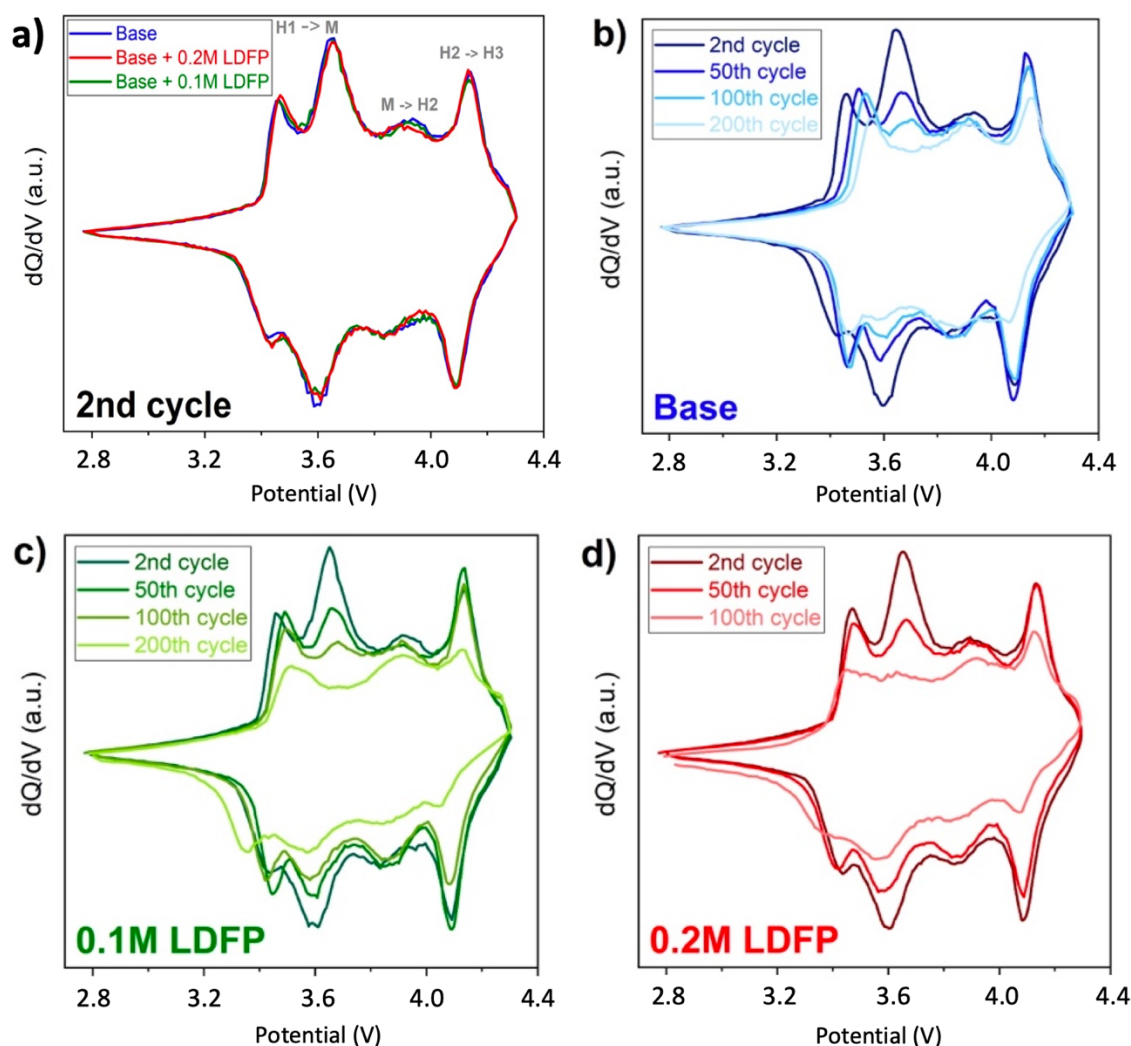 a)
Base
Base + 0.2M LDFP
Base + 0.1M LDFP
H1 -> M
M -> H2
H2 -> H3
dQ/dV (a.u.)
2nd cycle
2.8 3.2 3.6 4.0 4.4
Potential (V)
b)
2nd cycle
50th cycle
100th cycle
200th cycle
dQ/dV (a.u.)
Base
2.8 3.2 3.6 4.0 4.4
Potential (V)
c)
2nd cycle
50th cycle
100th cycle
200th cycle
dQ/dV (a.u.)
0.1M LDFP
2.8 3.2 3.6 4.0 4.4
Potential (V)
d)
2nd cycle
50th cycle
100th cycle
dQ/dV (a.u.)
0.2M LDFP
2.8 3.2 3.6 4.0 4.4
Potential (V)